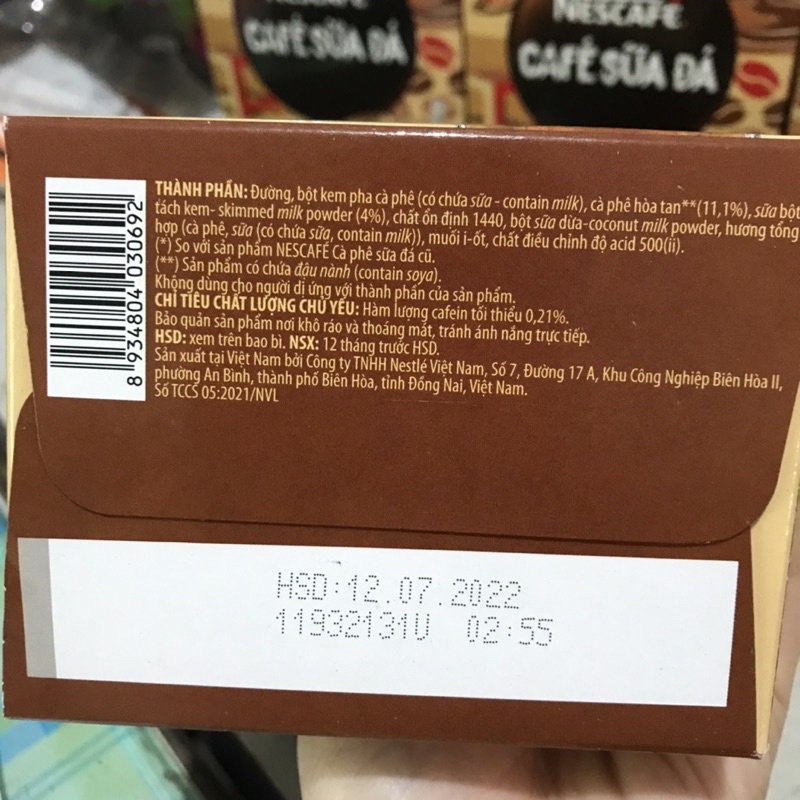 NESCAFÉ
CAFÉ SỮA ĐÁ
CAFÉ SỮA ĐÁ
THÀNH PHẦN: Đường, bột kem pha cà phê (có chứa sữa - contain milk), cà phê hòa tan**(11,1%), sữa bột
tách kem- skimmed milk powder (4%), chất ổn định 1440, bột sữa dừa-coconut milk powder, hương tổng
hợp (cà phê, sữa (có chứa sữa, contain milk)), muối i-ốt, chất điều chỉnh độ acid 500(ii).
(*) So với sản phẩm NESCAFÉ Cà phê sữa đá cũ.
(**) Sản phẩm có chứa đậu nành (contain soya).
Không dùng cho người dị ứng với thành phần của sản phẩm.
CHỈ TIÊU CHẤT LƯỢNG CHỦ YẾU: Hàm lượng cafein tối thiểu 0,21%.
Bảo quản sản phẩm nơi khô ráo và thoáng mát, tránh ánh nắng trực tiếp.
HSD: xem trên bao bì. NSX: 12 tháng trước HSD.
Sản xuất tại Việt Nam bởi Công ty TNHH Nestlé Việt Nam, Số 7, Đường 17 A, Khu Công Nghiệp Biên Hòa II,
phường An Bình, thành phố Biên Hòa, tỉnh Đồng Nai, Việt Nam.
Số TCCS 05:2021/NVL
8 934804 030692
HSD:12.07.2022
11932131U 02:55